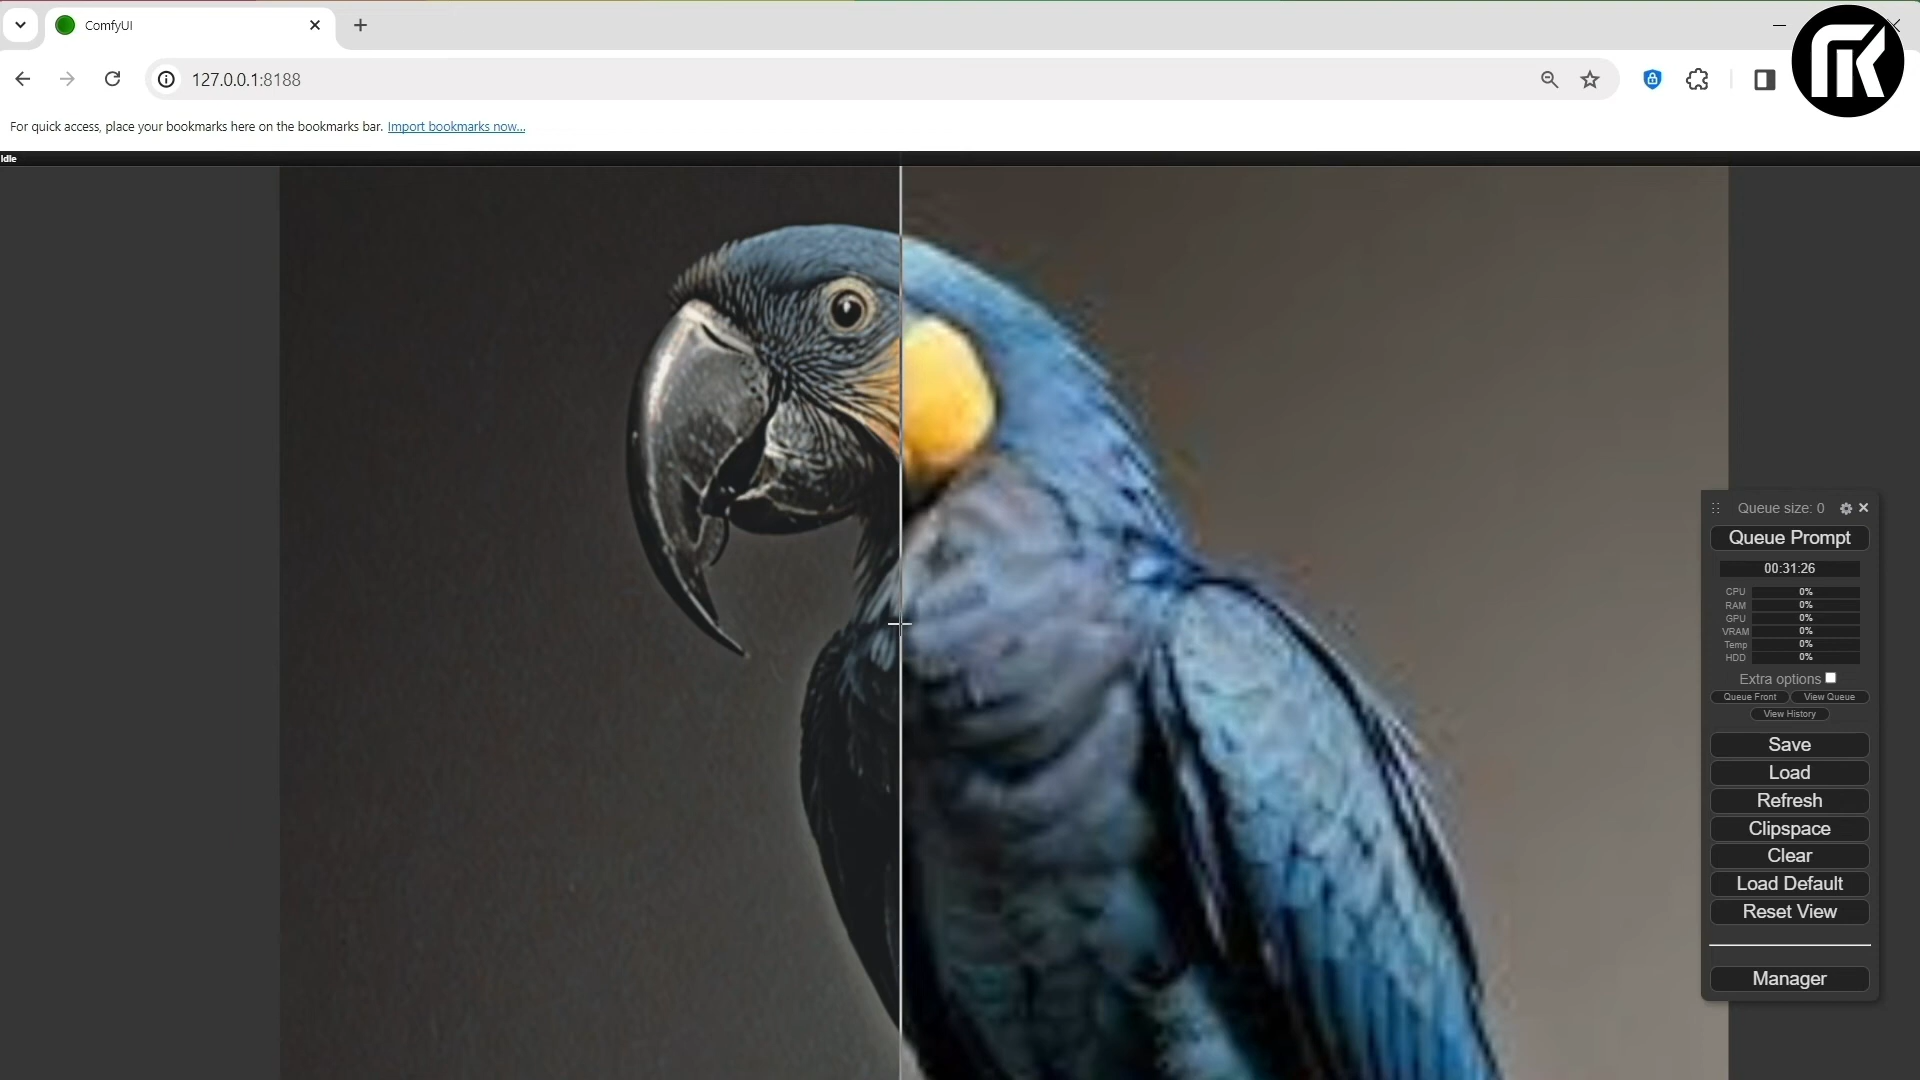 ComfyUI
127.0.0.1:8188
For quick access, place your bookmarks here on the bookmarks bar. Import bookmarks now...
Idle
Queue size: 0
Queue Prompt
00:31:26
CPU 0%
RAM 0%
GPU 0%
VRAM 0%
Temp 0%
HDD 0%
Extra options
Queue Front View Queue
View History
Save
Load
Refresh
Clipspace
Clear
Load Default
Reset View
Manager